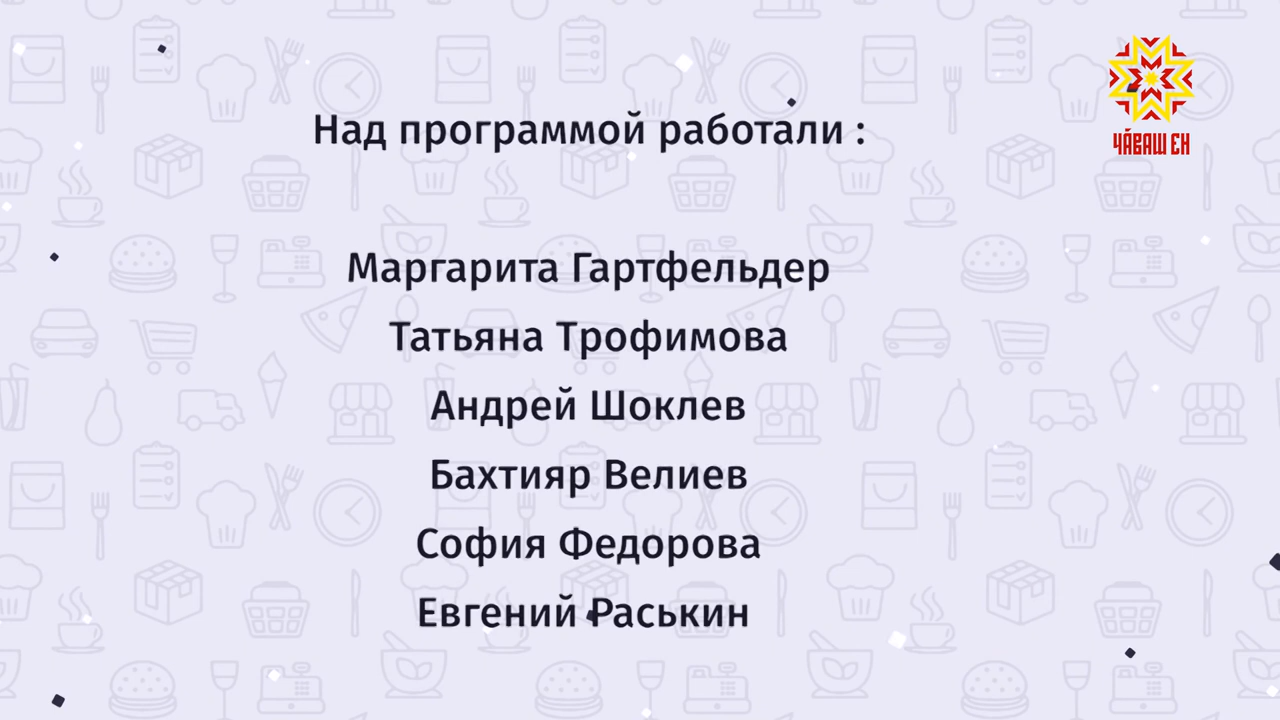 Над программой работали :
ЧӐВАШ ЕН
Маргарита Гартфельдер
Татьяна Трофимова
Андрей Шоклев
Бахтияр Велиев
София Федорова
Евгений Раськин